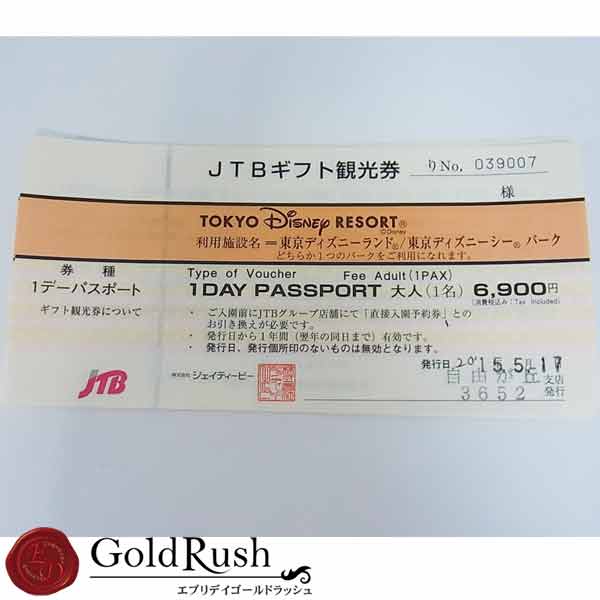 JTBギフト観光券 りNo. 039007
様
TOKYO Disney RESORT®
©Disney
利用施設名=東京ディズニーランド®/東京ディズニーシー® パーク
どちらか1つのパークをご利用になれます。
券種
1デーパスポート
ギフト観光券について
Type of Voucher Fee Adult(1PAX)
1DAY PASSPORT 大人(1名) 6,900円
(消費税込み:Tax Included)
・ご入園前にJTBグループ店舗にて「直接入園予約券」との
お引き換えが必要です。
・発行日から1年間(翌年の同日まで)有効です。
・発行日、発行個所印のないものは無効となります。
発行日 2015.5.17
自由が丘 支店
3652 発行
JTB
株式会社 ジェイティービー
GoldRush
エブリデイゴールドラッシュ